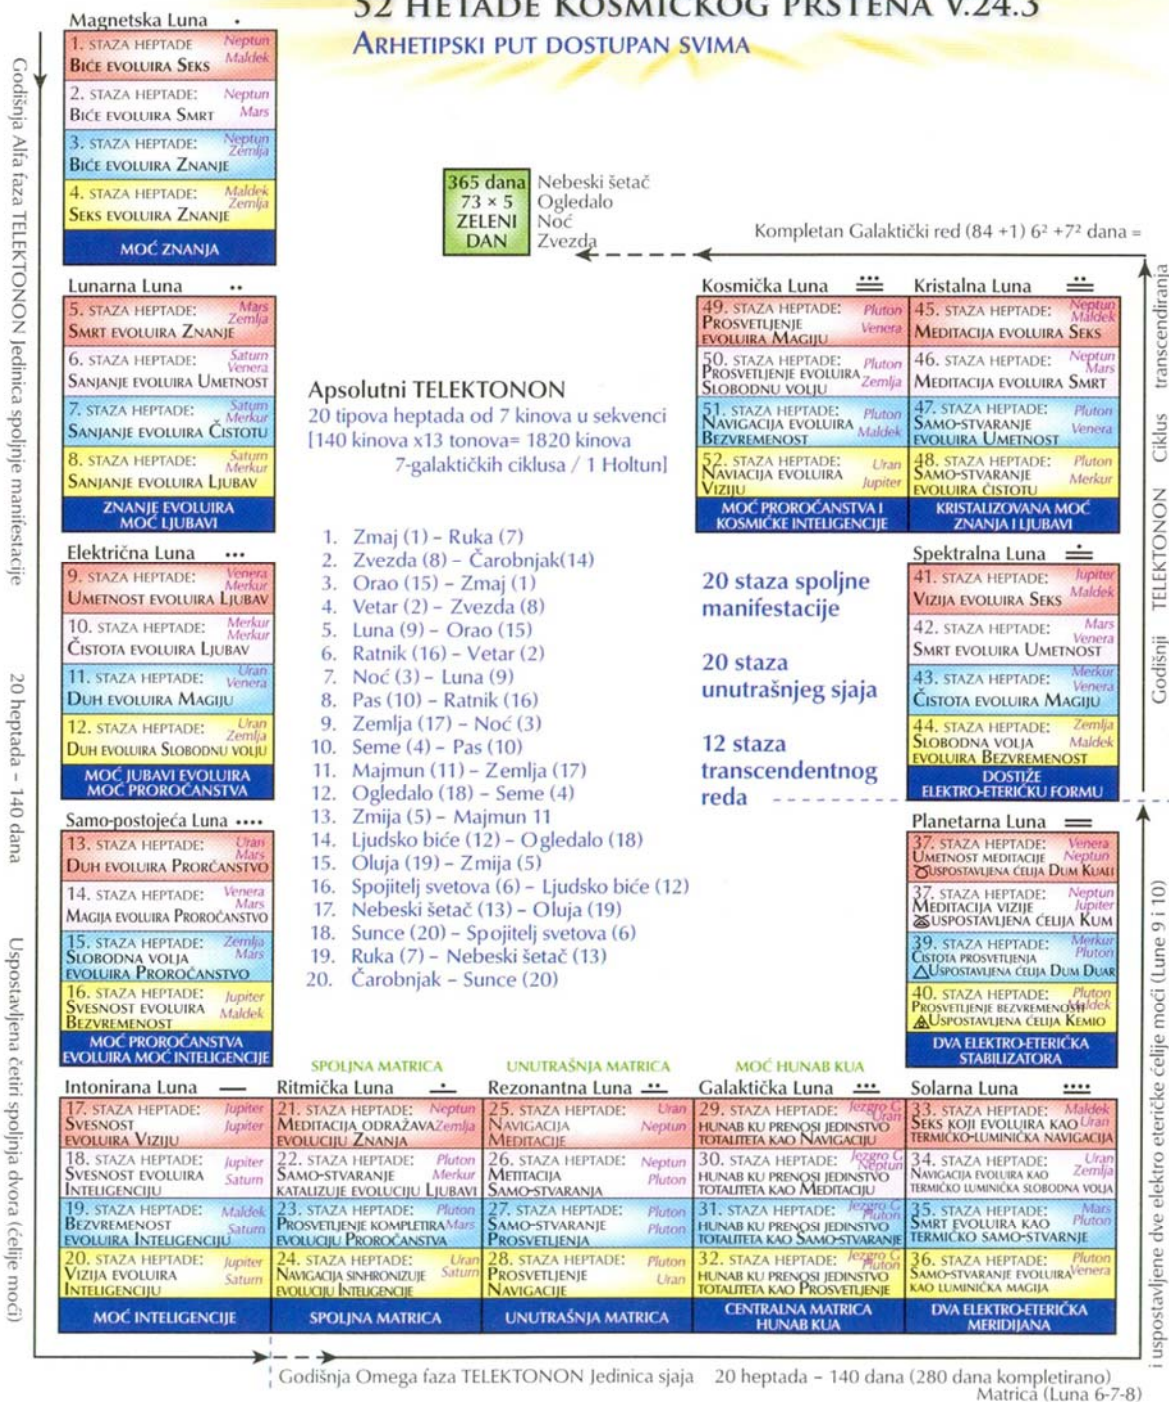 52 HETADE KOSMIČKOG PRSTENA V.24.3
ARHETIPSKI PUT DOSTUPAN SVIMA
Magnetska Luna •
1. STAZA HEPTADE Neptun
BIĆE EVOLUIRA SEKS Maldek
2. STAZA HEPTADE: Neptun
BIĆE EVOLUIRA SMRT Mars
3. STAZA HEPTADE: Neptun
BIĆE EVOLUIRA ZNANJE Zemlja
4. STAZA HEPTADE: Maldek
SEKS EVOLUIRA ZNANJE Zemlja
MOĆ ZNANJA
Lunarna Luna ••
5. STAZA HEPTADE: Mars
SMRT EVOLUIRA ZNANJE Zemlja
6. STAZA HEPTADE: Saturn
SANJANJE EVOLUIRA UMETNOST Venera
7. STAZA HEPTADE: Saturn
SANJANJE EVOLUIRA ČISTOTU Merkur
8. STAZA HEPTADE: Saturn
SANJANJE EVOLUIRA LJUBAV Merkur
ZNANJE EVOLUIRA
MOĆ LJUBAVI
Električna Luna •••
9. STAZA HEPTADE: Venera
UMETNOST EVOLUIRA LJUBAV Merkur
10. STAZA HEPTADE: Merkur
ČISTOTA EVOLUIRA LJUBAV Merkur
11. STAZA HEPTADE: Uran
DUH EVOLUIRA MAGIJU Venera
12. STAZA HEPTADE: Uran
DUH EVOLUIRA SLOBODNU VOLJU Zemlja
MOĆ JUBAVI EVOLUIRA
MOĆ PROROČANSTVA
Samo-postojeća Luna ••••
13. STAZA HEPTADE: Uran
DUH EVOLUIRA PRORČANSTVO Mars
14. STAZA HEPTADE: Venera
MAGIJA EVOLUIRA PROROČANSTVO Mars
15. STAZA HEPTADE: Zemlja
SLOBODNA VOLJA Mars
EVOLUIRA PROROČANSTVO
16. STAZA HEPTADE: Jupiter
SVESNOST EVOLUIRA Maldek
BEZVREMENOST
MOĆ PROROČANSTVA
EVOLUIRA MOĆ INTELIGENCIJE
Intonirana Luna
17. STAZA HEPTADE: Jupiter
SVESNOST Jupiter
EVOLUIRA VIZIJU
18. STAZA HEPTADE: Jupiter
SVESNOST EVOLUIRA Saturn
INTELIGENCIJU
19. STAZA HEPTADE: Maldek
BEZVREMENOST Saturn
EVOLUIRA INTELIGENCIJU
20. STAZA HEPTADE: Jupiter
VIZIJA EVOLUIRA Saturn
INTELIGENCIJU
MOĆ INTELIGENCIJE
SPOLJNA MATRICA
Ritmička Luna
21. STAZA HEPTADE: Neptun
MEDITACIJA ODRAŽAVA Zemlja
EVOLUCIJU ZNANJA
22. STAZA HEPTADE: Pluton
SAMO-STVARANJE Merkur
KATALIZUJE EVOLUCIJU LJUBAVI
23. STAZA HEPTADE: Pluton
PROSVETLJENJE KOMPLETIRA Mars
EVOLUCIJU PROROČANSTVA
24. STAZA HEPTADE: Uran
NAVIGACIJA SINHRONIZUJE Saturn
EVOLUCIJU INTELIGENCIJE
SPOLJNA MATRICA
UNUTRAŠNJA MATRICA
Rezonantna Luna
25. STAZA HEPTADE: Uran
NAVIGACIJA Neptun
MEDITACIJE
26. STAZA HEPTADE: Neptun
METITACIJA Pluton
SAMO-STVARANJA
27. STAZA HEPTADE: Pluton
SAMO-STVARANJE Pluton
PROSVETLJENJA
28. STAZA HEPTADE: Pluton
PROSVETLJENJE Uran
NAVIGACIJE
UNUTRAŠNJA MATRICA
MOĆ HUNAB KUA
Galaktička Luna
29. STAZA HEPTADE: Jezgro G
HUNAB KU PRENOSI JEDINSTVO Uran
TOTALITETA KAO NAVIGACIJU
30. STAZA HEPTADE: Jezgro G
HUNAB KU PRENOSI JEDINSTVO Neptun
TOTALITETA KAO MEDITACIJU
31. STAZA HEPTADE: Jezgro G
HUNAB KU PRENOSI JEDINSTVO Pluton
TOTALITETA KAO SAMO-STVARANJE
32. STAZA HEPTADE: Jezgro G
HUNAB KU PRENOSI JEDINSTVO Pluton
TOTALITETA KAO PROSVETLJENJE
CENTRALNA MATRICA
HUNAB KUA
Solarna Luna
33. STAZA HEPTADE: Maldek
SEKS KOJI EVOLUIRA KAO Uran
TERMIČKO-LUMINIČKA NAVIGACIJA
34. STAZA HEPTADE: Uran
NAVIGACIJA EVOLUIRA KAO Zemlja
TERMIČKO LUMINIČKA SLOBODNA VOLJA
35. STAZA HEPTADE: Mars
SMRT EVOLUIRA KAO Pluton
TERMIČKO SAMO-STVARNJE
36. STAZA HEPTADE: Pluton
SAMO-STVARANJE EVOLUIRA Venera
KAO LUMINIČKA MAGIJA
DVA ELEKTRO-ETERIČKA
MERIDIJANA
Planetarna Luna
37. STAZA HEPTADE: Venera
UMETNOST MEDITACIJE Neptun
USPOSTAVLJENA ĆELIJA DUM KUALI
37. STAZA HEPTADE: Neptun
MEDITACIJA VIZIJE Jupiter
USPOSTAVLJENA ĆELIJA KUM
39. STAZA HEPTADE: Merkur
ČISTOTA PROSVETLJENJA Pluton
USPOSTAVLJENA ĆELIJA DUM DUAR
40. STAZA HEPTADE: Pluton
PROSVETLJENJE BEZVREMENOSTI Maldek
USPOSTAVLJENA ĆELIJA KEMIO
DVA ELEKTRO-ETERIČKA
STABILIZATORA
Spektralna Luna
41. STAZA HEPTADE: Jupiter
VIZIJA EVOLUIRA SEKS Maldek
42. STAZA HEPTADE: Mars
SMRT EVOLUIRA UMETNOST Venera
43. STAZA HEPTADE: Merkur
ČISTOTA EVOLUIRA MAGIJU Venera
44. STAZA HEPTADE: Zemlja
SLOBODNA VOLJA Maldek
EVOLUIRA BEZVREMENOST
DOSTIŽE
ELEKTRO-ETERIČKU FORMU
Kristalna Luna
45. STAZA HEPTADE: Neptun
MEDITACIJA EVOLUIRA SEKS Maldek
46. STAZA HEPTADE: Neptun
MEDITACIJA EVOLUIRA SMRT Mars
47. STAZA HEPTADE: Pluton
SAMO-STVARANJE Venera
EVOLUIRA UMETNOST
48. STAZA HEPTADE: Pluton
SAMO-STVARANJE Merkur
EVOLUIRA ČISTOTU
KRISTALIZOVANA MOĆ
ZNANJA I LJUBAVI
Kosmička Luna
49. STAZA HEPTADE: Pluton
PROSVETLJENJE Venera
EVOLUIRA MAGIJU
50. STAZA HEPTADE: Pluton
PROSVETLJENJE EVOLUIRA Zemlja
SLOBODNU VOLJU
51. STAZA HEPTADE: Pluton
NAVIGACIJA EVOLUIRA Maldek
BEZVREMENOST
52. STAZA HEPTADE: Uran
NAVIACIJA EVOLUIRA Jupiter
VIZIJU
MOĆ PROROČANSTVA I
KOSMIČKE INTELIGENCIJE
365 dana
73 × 5
ZELENI
DAN
Nebeski šetač
Ogledalo
Noć
Zvezda
Kompletan Galaktički red (84 +1) 6² +7² dana =
Apsolutni TELEKTONON
20 tipova heptada od 7 kinova u sekvenci
[140 kinova x13 tonova= 1820 kinova
7-galaktičkih ciklusa / 1 Holtun]
1. Zmaj (1) – Ruka (7)
2. Zvezda (8) – Čarobnjak(14)
3. Orao (15) – Zmaj (1)
4. Vetar (2) – Zvezda (8)
5. Luna (9) – Orao (15)
6. Ratnik (16) – Vetar (2)
7. Noć (3) – Luna (9)
8. Pas (10) – Ratnik (16)
9. Zemlja (17) – Noć (3)
10. Seme (4) – Pas (10)
11. Majmun (11) – Zemlja (17)
12. Ogledalo (18) – Seme (4)
13. Zmija (5) – Majmun 11
14. Ljudsko biće (12) – Ogledalo (18)
15. Oluja (19) – Zmija (5)
16. Spojitelj svetova (6) – Ljudsko biće (12)
17. Nebeski šetač (13) – Oluja (19)
18. Sunce (20) – Spojitelj svetova (6)
19. Ruka (7) – Nebeski šetač (13)
20. Čarobnjak – Sunce (20)
20 staza spoljne
manifestacije
20 staza
unutrašnjeg sjaja
12 staza
transcendentnog
reda
Godišnja Alfa faza TELEKTONON Jedinica spoljnje manifestacije 20 heptada – 140 dana Uspostavljena četiri spoljnja dvora (ćelije moći)
Godišnja Omega faza TELEKTONON Jedinica sjaja 20 heptada – 140 dana (280 dana kompletirano)
Matrica (Luna 6-7-8)
i uspostavljene dve elektro eteričke ćelije moći (Lune 9 i 10)
Godišnji TELEKTONON Ciklus transcendiranja